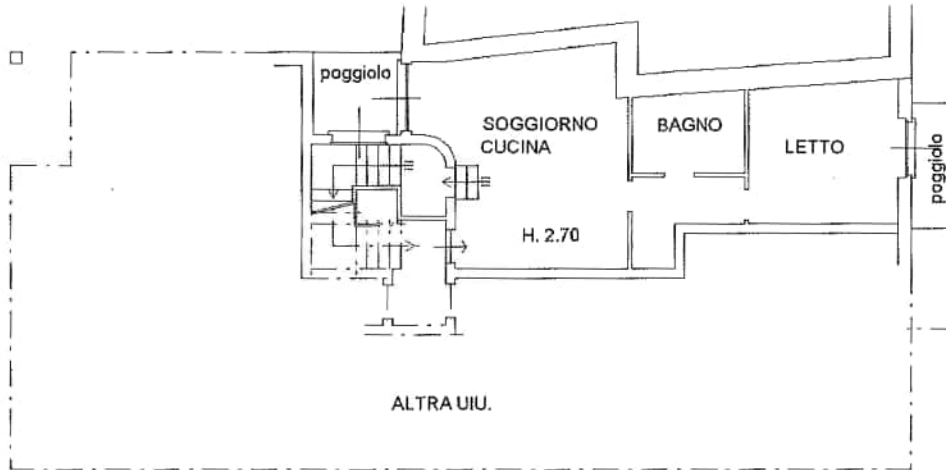 poggiolo
SOGGIORNO
CUCINA
BAGNO
LETTO
poggiolo
H. 2.70
ALTRA UIU.